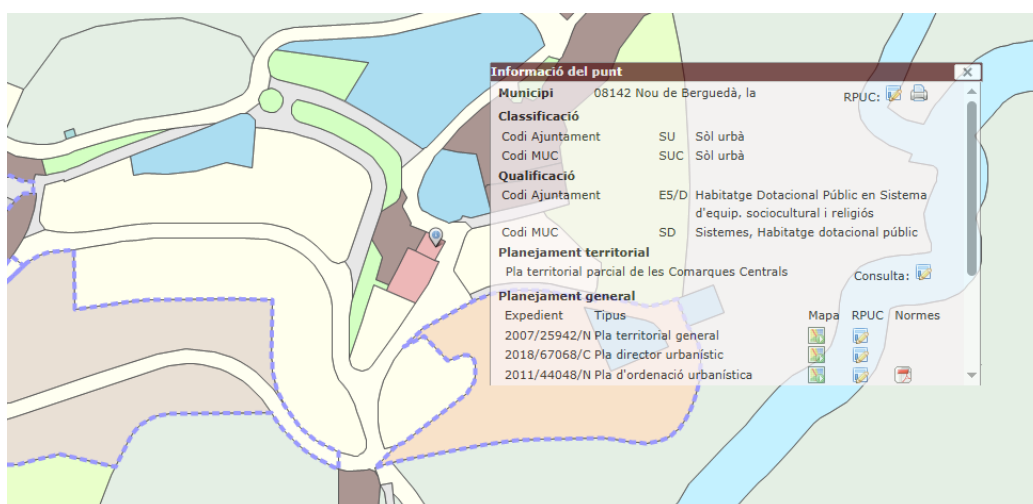 Informació del punt
Municipi 08142 Nou de Berguedà, la RPUC:
Classificació
Codi Ajuntament SU Sòl urbà
Codi MUC SUC Sòl urbà
Qualificació
Codi Ajuntament E5/D Habitatge Dotacional Públic en Sistema
d'equip. sociocultural i religiós
Codi MUC SD Sistemes, Habitatge dotacional públic
Planejament territorial
Pla territorial parcial de les Comarques Centrals Consulta:
Planejament general
Expedient Tipus Mapa RPUC Normes
2007/25942/N Pla territorial general
2018/67068/C Pla director urbanístic
2011/44048/N Pla d'ordenació urbanística